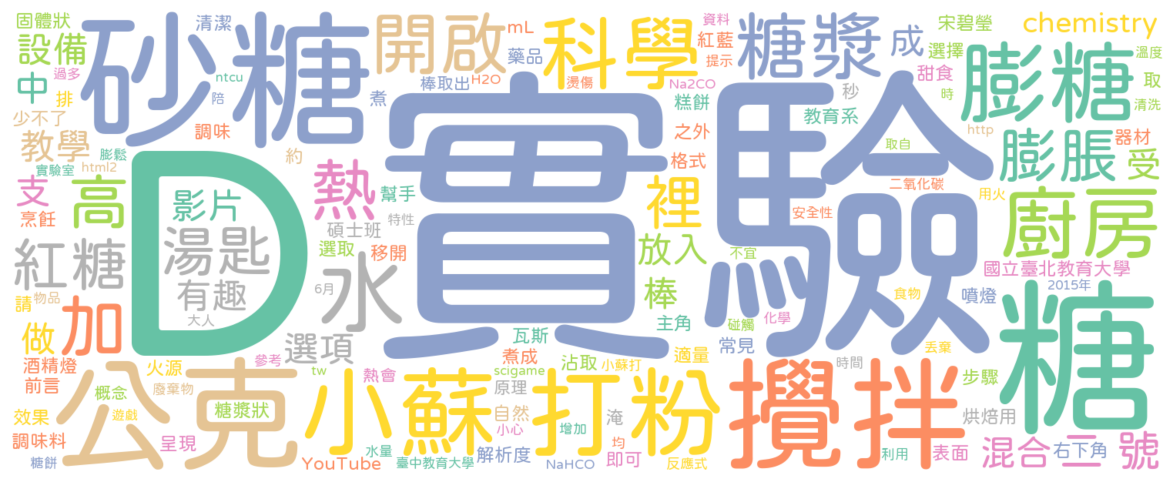 固體狀
清潔
砂糖
開啟
mL
科學
資料
紅藍
提示
糖漿
成
宋碧瑩
chemistry
設備
過多
ntcu
藥品
選擇
膨糖
溫度
中
排
陪
煮
棒取出
H2O
燙傷
Na2CO
甜食
取
少不了
調味
實驗
糕餅
秒
教育系
時
清洗
教學
膨鬆
約
之外
http
膨脹
器材
實驗室
html2
D
熱
幫手
格式
取自
受
支
高
影片
裡
二氧化碳
用火
廚房
烹飪
湯匙
碩士班
特性
安全性
紅糖
有趣
選取
移開
放入
不宜
國立臺北教育大學
水
6月
棒
食物
噴燈
2015年
請
物品
加
大人
主角
碰觸
化學
糖
做
選項
瓦斯
常見
丟棄
酒精燈
火源
參考
煮成
沾取
適量
時間
前言
tw
熱會
scigame
小蘇打
步驟
概念
廢棄物
公克
小蘇打粉
原理
攪拌
效果
遊戲
糖漿狀
自然
淹
烘焙用
調味料
呈現
小心
增加
均
混合
二
號
糖餅
YouTube
水量
臺中教育大學
解析度
NaHCO
即可
反應式
利用
表面
右下角